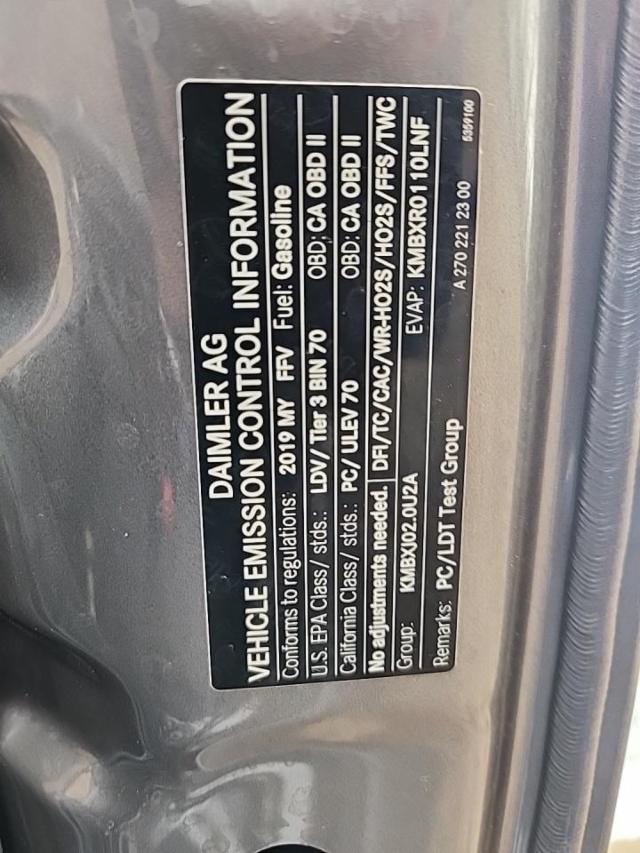 DAIMLER AG
VEHICLE EMISSION CONTROL INFORMATION
Conforms to regulations: 2019 MY FFV Fuel: Gasoline
U.S. EPA Class/ stds.: LDV/ Tier 3 BIN 70 OBD: CA OBD II
California Class/ stds.: PC/ ULEV 70 OBD: CA OBD II
No adjustments needed. DFI/TC/CAC/WR-HO2S/HO2S/FFS/TWC
Group: KMBXJ02.0U2A EVAP: KMBXR0110LNF
Remarks: PC/LDT Test Group
A 270 221 23 00 5359100